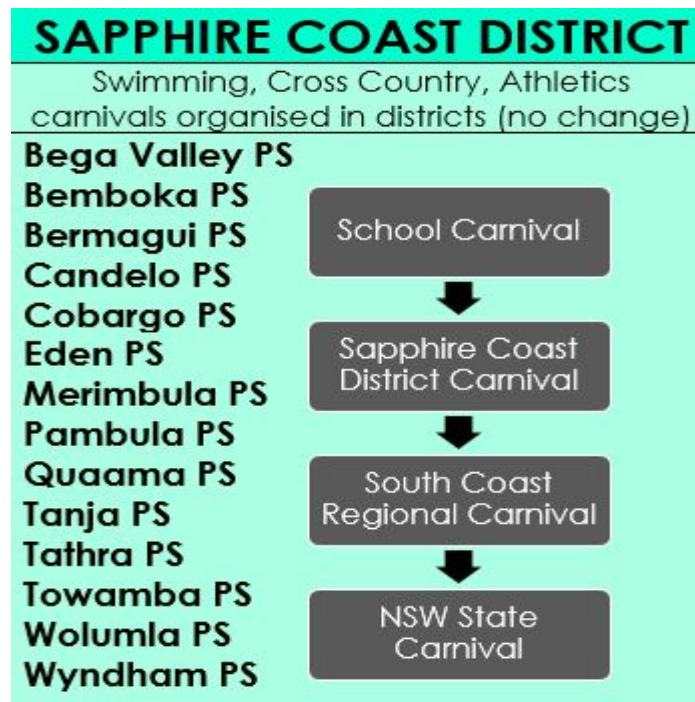 SAPPHIRE COAST DISTRICT
Swimming, Cross Country, Athletics
carnivals organised in districts (no change)
Bega Valley PS
Bemboka PS
Bermagui PS
Candelo PS
Cobargo PS
Eden PS
Merimbula PS
Pambula PS
Quaama PS
Tanja PS
Tathra PS
Towamba PS
Wolumla PS
Wyndham PS
School Carnival
Sapphire Coast
District Carnival
South Coast
Regional Carnival
NSW State
Carnival